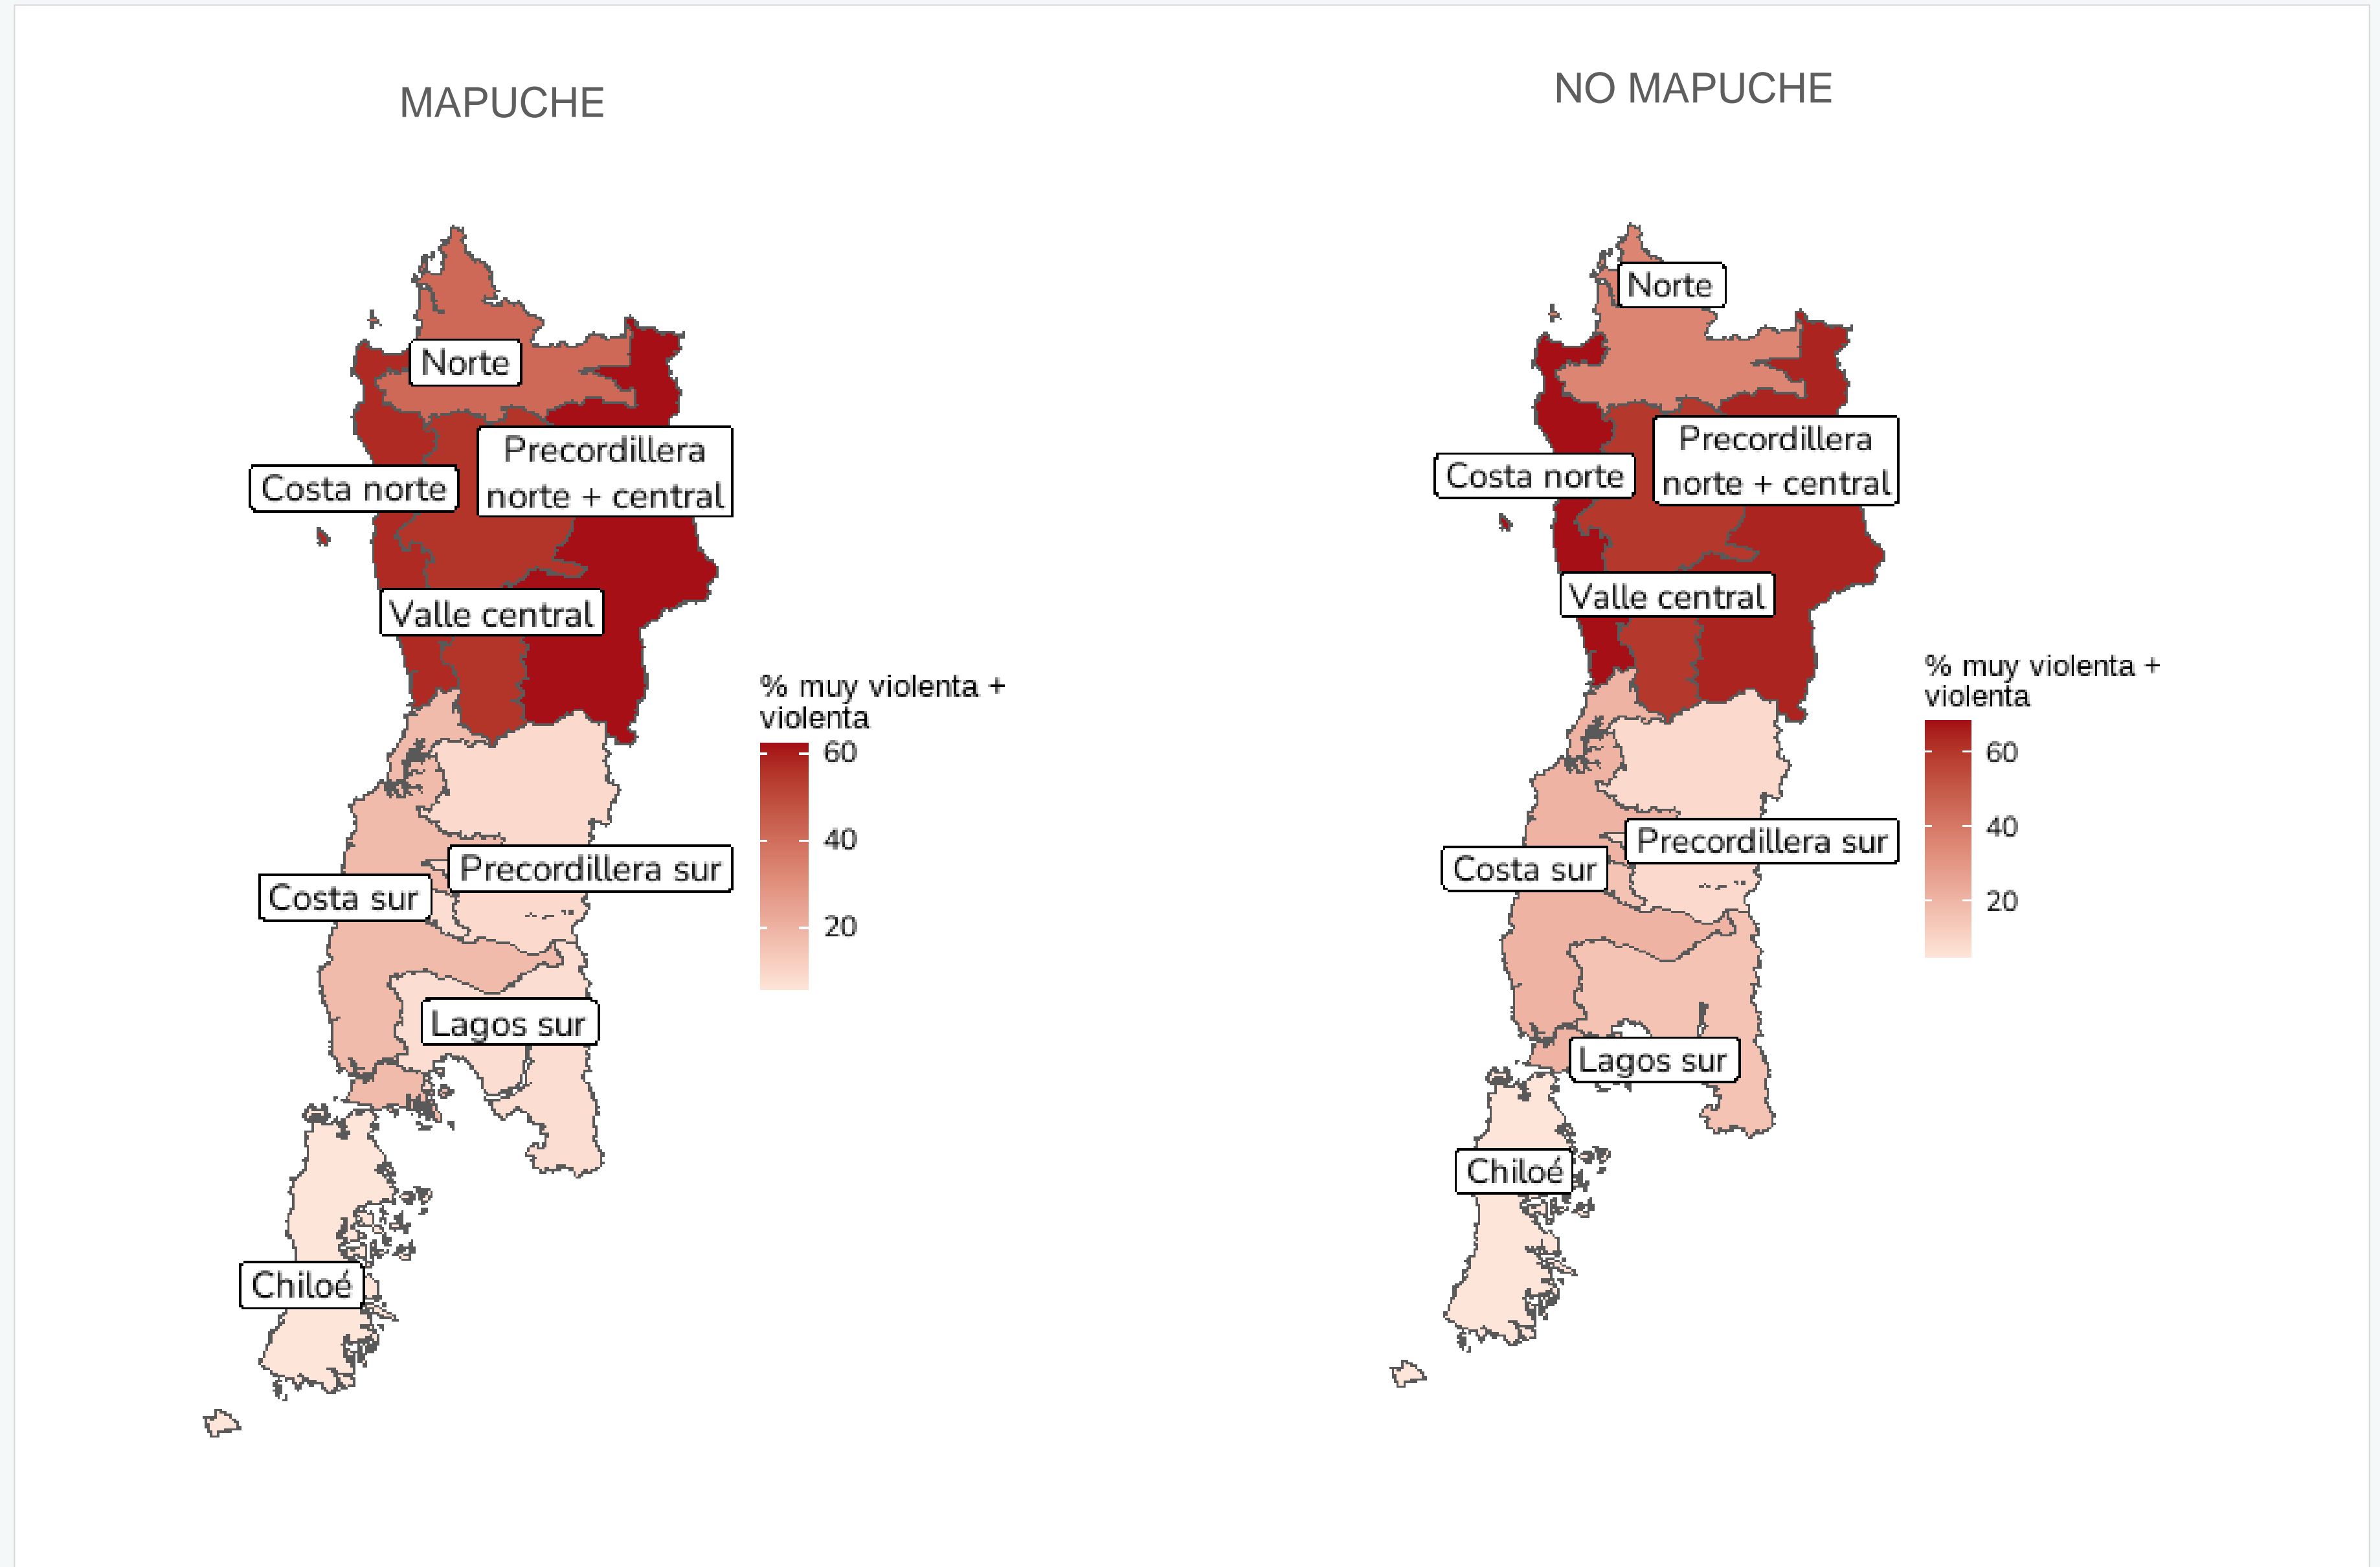 MAPUCHE
Norte
Precordillera
norte + central
Costa norte
Valle central
% muy violenta +
violenta
60
40
20
Precordillera sur
Costa sur
Lagos sur
Chiloé
NO MAPUCHE
Norte
Precordillera
norte + central
Costa norte
Valle central
% muy violenta +
violenta
60
40
20
Precordillera sur
Costa sur
Lagos sur
Chiloé